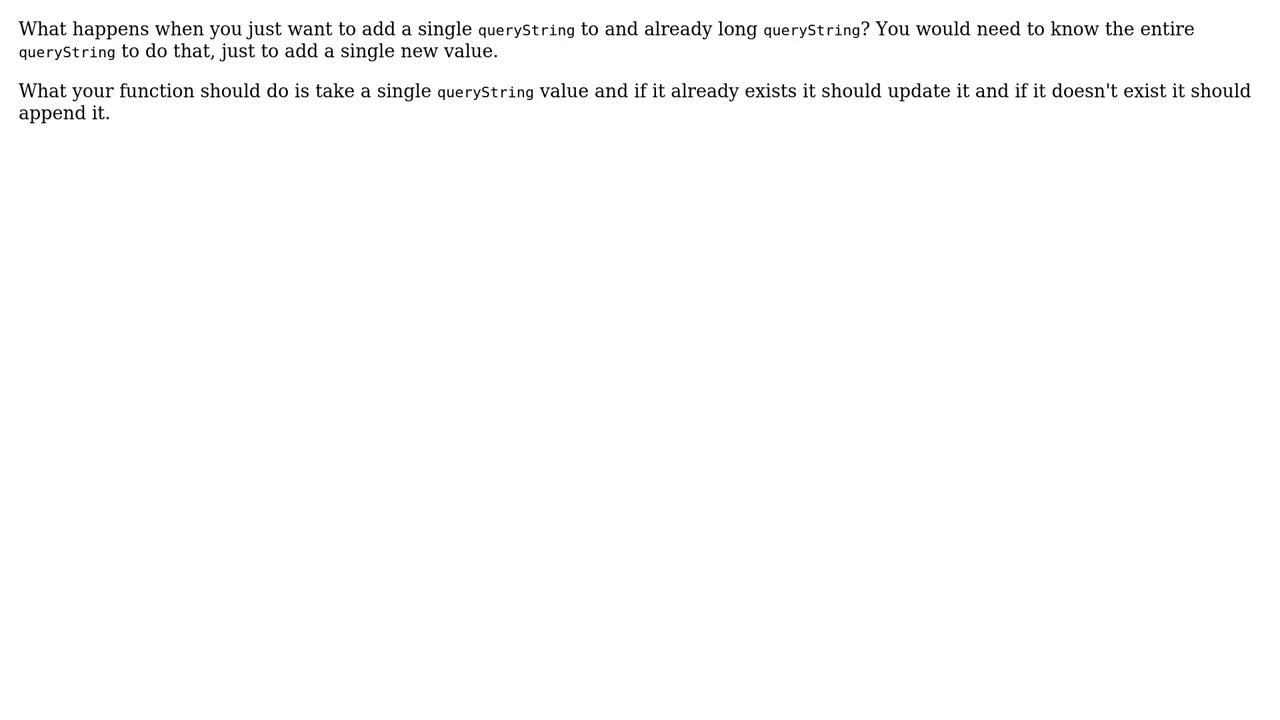 What happens when you just want to add a single queryString to and already long queryString? You would need to know the entire
queryString to do that, just to add a single new value.
What your function should do is take a single queryString value and if it already exists it should update it and if it doesn't exist it should
append it.